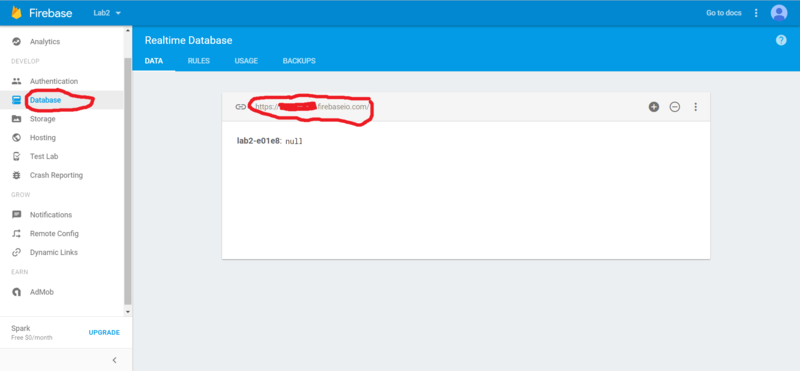 Firebase
Lab2
Go to docs
Analytics
DEVELOP
Authentication
Database
Storage
Hosting
Test Lab
Crash Reporting
GROW
Notifications
Remote Config
Dynamic Links
EARN
AdMob
Spark
Free $0/month
UPGRADE
Realtime Database
DATA
RULES
USAGE
BACKUPS
https:// firebaseio.com/
lab2-e01e8: null